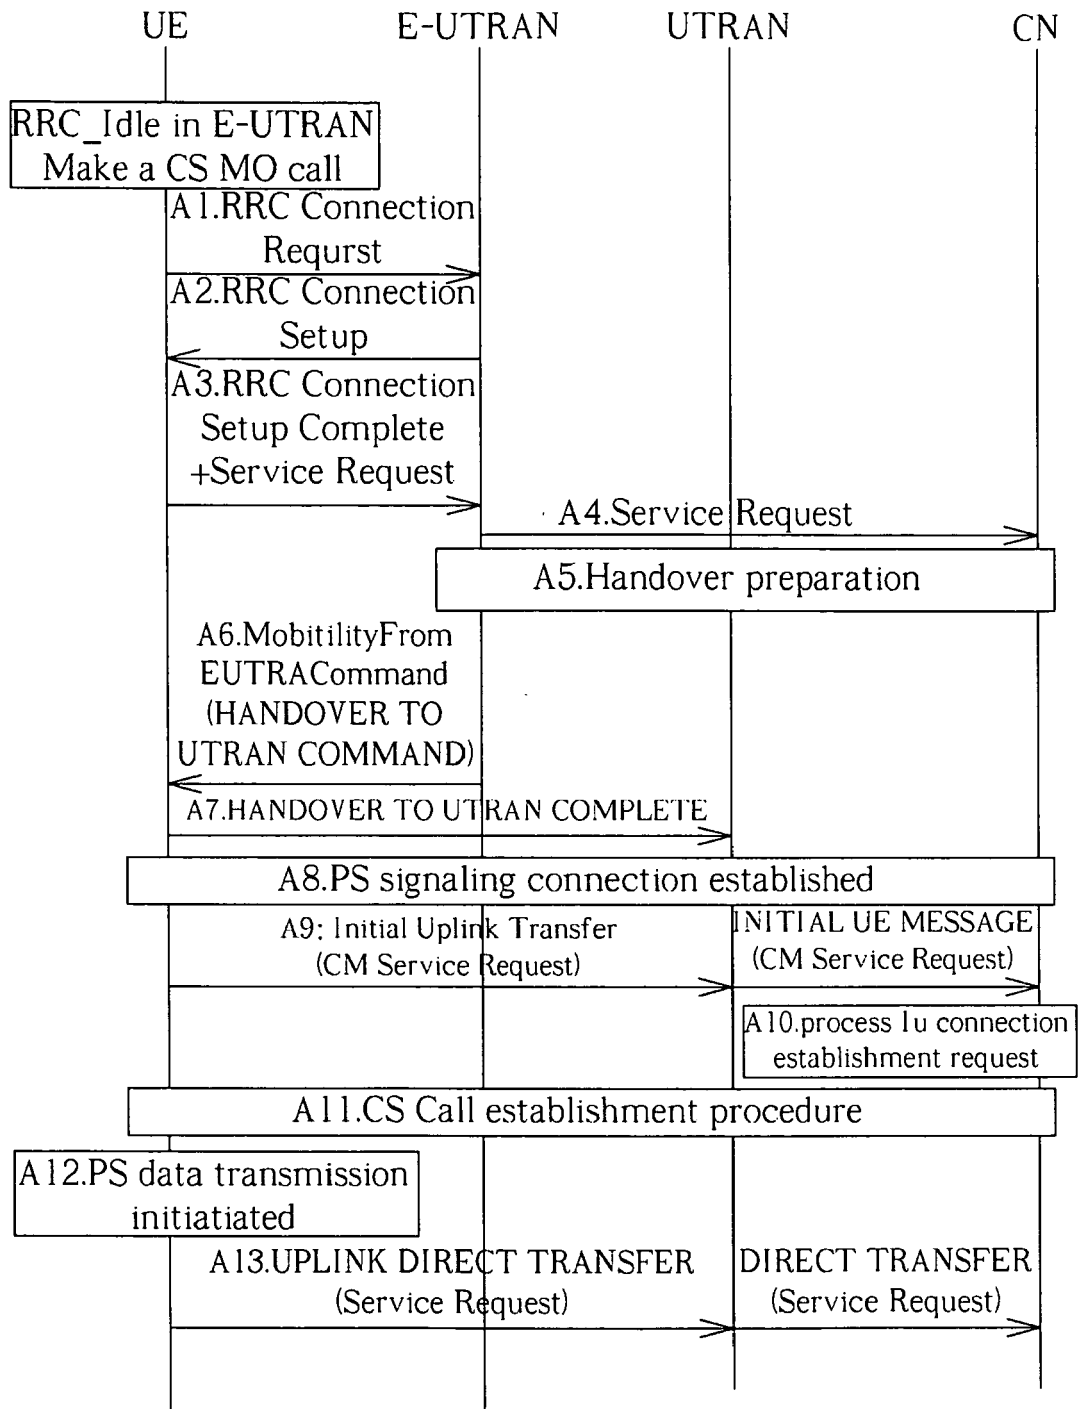 UE E-UTRAN UTRAN CN
RRC_Idle in E-UTRAN
Make a CS MO call
A1.RRC Connection
Requrst
A2.RRC Connection
Setup
A3.RRC Connection
Setup Complete
+Service Request
A4.Service Request
A5.Handover preparation
A6.MobitilityFrom
EUTRACommand
(HANDOVER TO
UTRAN COMMAND)
A7.HANDOVER TO UTRAN COMPLETE
A8.PS signaling connection established
A9: Initial Uplink Transfer
(CM Service Request)
INITIAL UE MESSAGE
(CM Service Request)
A10.process Iu connection
establishment request
A11.CS Call establishment procedure
A12.PS data transmission
initiatiated
A13.UPLINK DIRECT TRANSFER
(Service Request)
DIRECT TRANSFER
(Service Request)